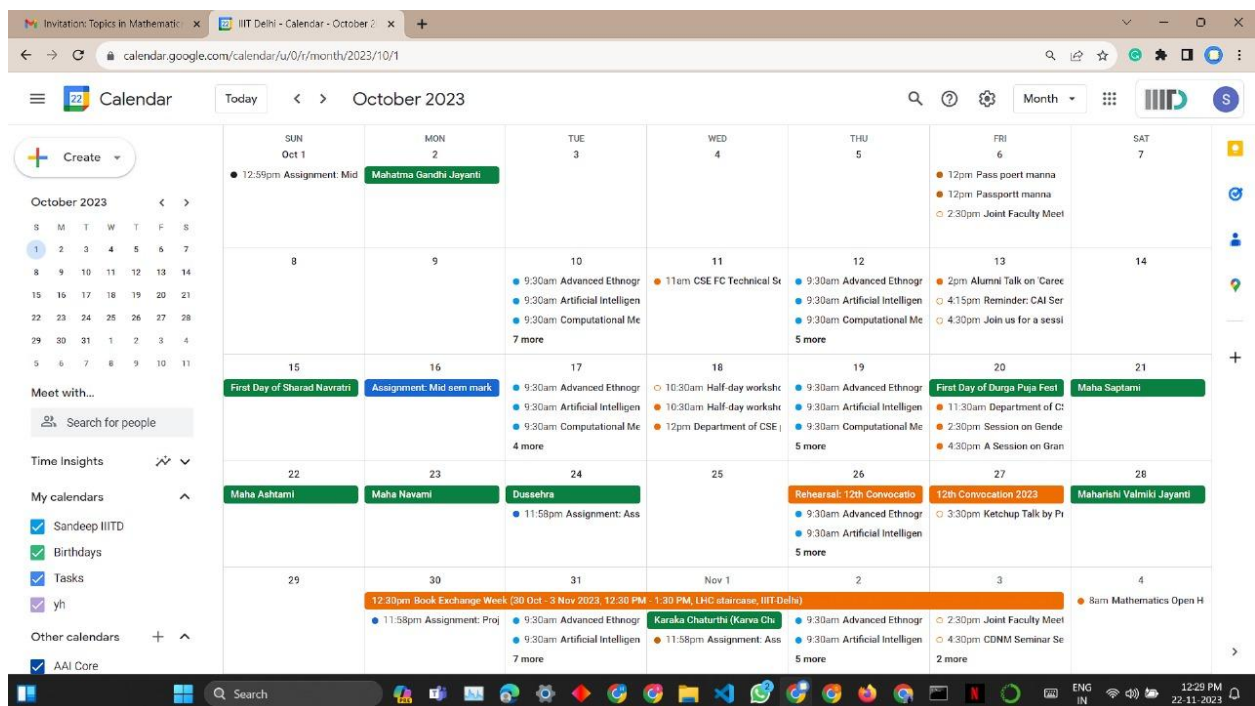 Invitation: Topics in Mathematic
IIIT Delhi - Calendar - October 2
calendar.google.com/calendar/u/0/r/month/2023/10/1
22 Calendar
Today
October 2023
Month
IIITD
S
Create
October 2023
S M T W T F S
1 2 3 4 5 6 7
8 9 10 11 12 13 14
15 16 17 18 19 20 21
22 23 24 25 26 27 28
29 30 31 1 2 3 4
5 6 7 8 9 10 11
Meet with...
Search for people
Time Insights
My calendars
Sandeep IIITD
Birthdays
Tasks
yh
Other calendars
AAI Core
SUN MON TUE WED THU FRI SAT
Oct 1 2 3 4 5 6 7
12:59pm Assignment: Mid
Mahatma Gandhi Jayanti
12pm Pass poert manna
12pm Passportt manna
2:30pm Joint Faculty Meet
8 9 10 11 12 13 14
9:30am Advanced Ethnogr
9:30am Artificial Intelligen
9:30am Computational Me
7 more
11am CSE FC Technical Se
9:30am Advanced Ethnogr
9:30am Artificial Intelligen
9:30am Computational Me
5 more
2pm Alumni Talk on 'Caree
4:15pm Reminder: CAI Ser
4:30pm Join us for a sessi
15 16 17 18 19 20 21
First Day of Sharad Navratri
Assignment: Mid sem mark
9:30am Advanced Ethnogr
9:30am Artificial Intelligen
9:30am Computational Me
4 more
10:30am Half-day worksho
10:30am Half-day worksho
12pm Department of CSE
9:30am Advanced Ethnogr
9:30am Artificial Intelligen
9:30am Computational Me
5 more
First Day of Durga Puja Fest
11:30am Department of CS
2:30pm Session on Gende
4:30pm A Session on Gran
Maha Saptami
22 23 24 25 26 27 28
Maha Ashtami
Maha Navami
Dussehra
11:58pm Assignment: Ass
Rehearsal: 12th Convocatio
9:30am Advanced Ethnogr
9:30am Artificial Intelligen
5 more
12th Convocation 2023
3:30pm Ketchup Talk by Pr
Maharishi Valmiki Jayanti
29 30 31 Nov 1 2 3 4
12:30pm Book Exchange Week (30 Oct - 3 Nov 2023, 12:30 PM - 1:30 PM, LHC staircase, IIIT-Delhi)
11:58pm Assignment: Proj
9:30am Advanced Ethnogr
9:30am Artificial Intelligen
7 more
Karaka Chaturthi (Karva Cha
11:58pm Assignment: Ass
9:30am Advanced Ethnogr
9:30am Artificial Intelligen
5 more
2:30pm Joint Faculty Meet
4:30pm CDNM Seminar Se
2 more
8am Mathematics Open H
Search
ENG
IN
12:29 PM
22-11-2023